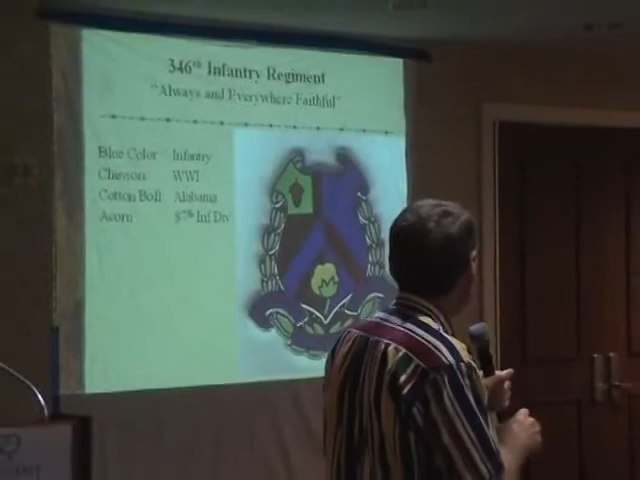 346th Infantry Regiment
"Always and Everywhere Faithful"
Blue Color Infantry
Chevron WWI
Cotton Boll Alabama
Acorn 87th Inf Div